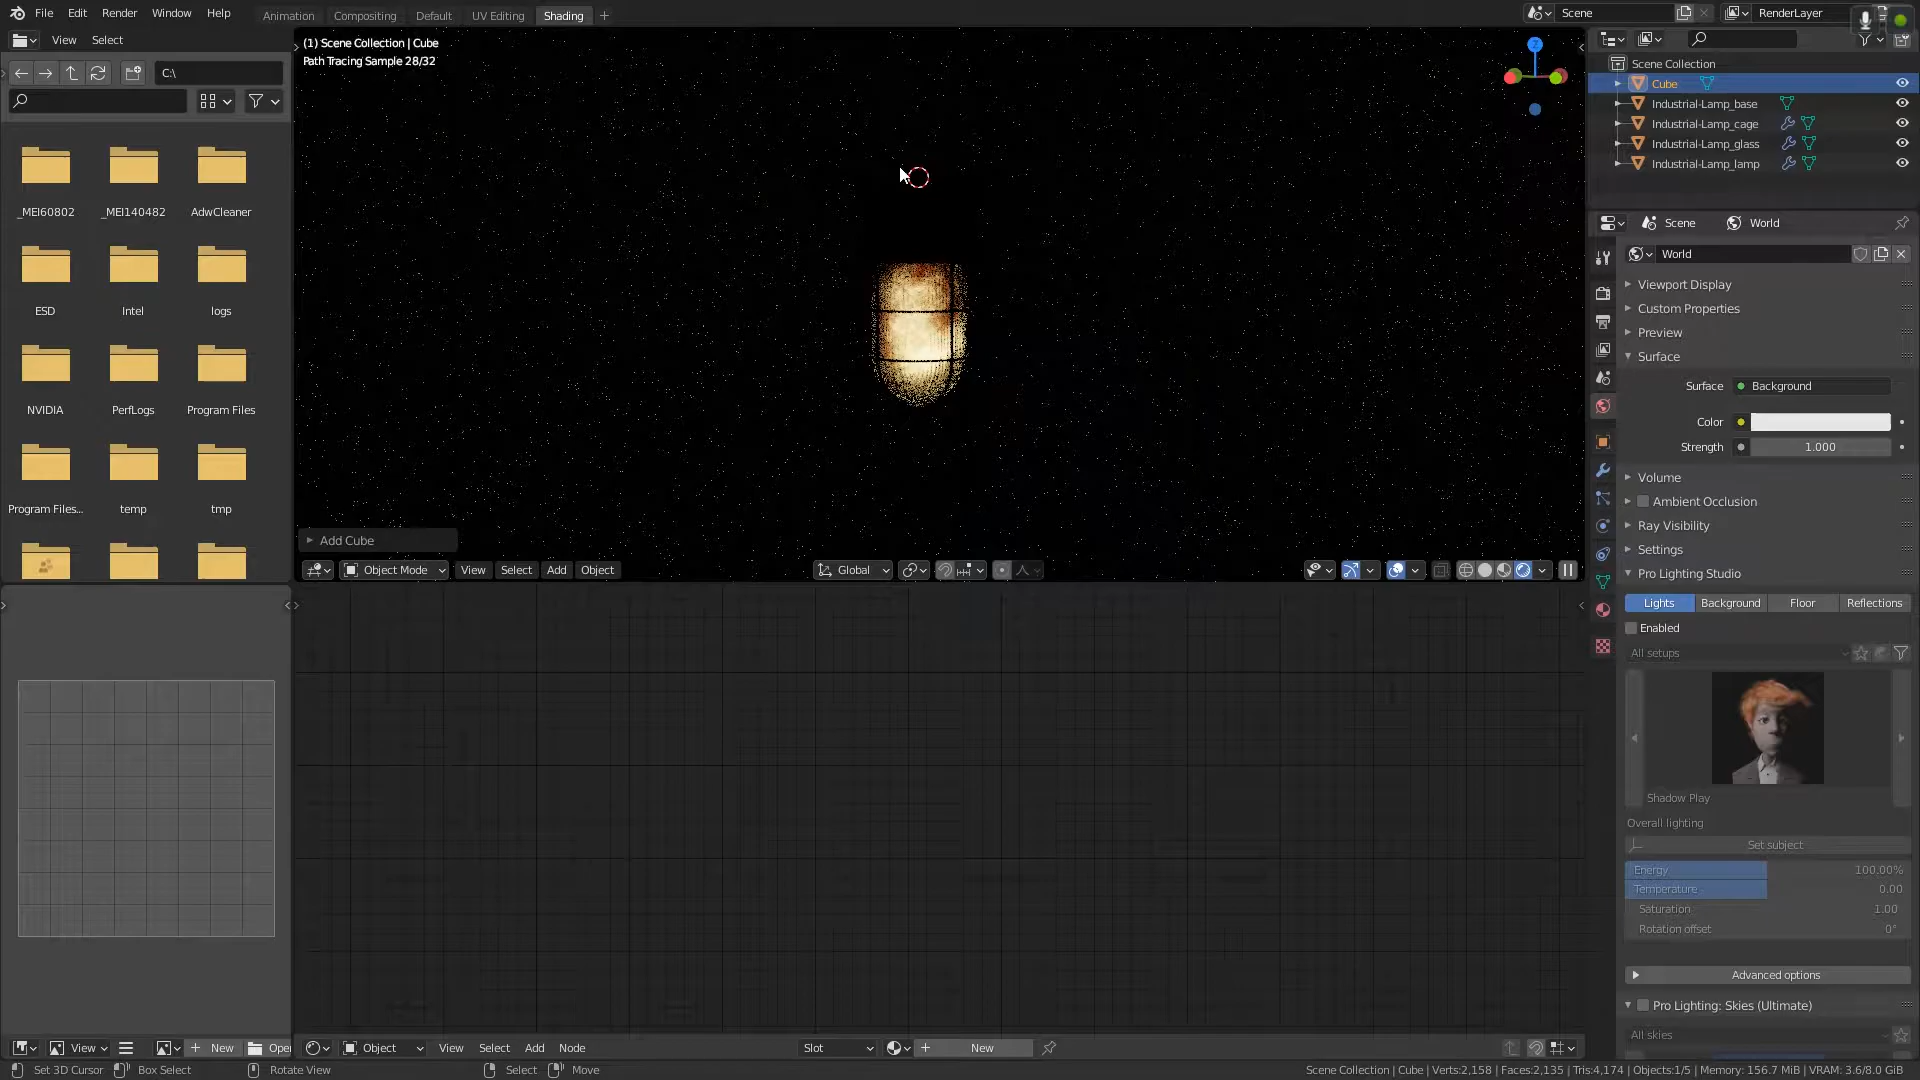 File Edit Render Window Help
Animation Compositing Default UV Editing Shading
Scene RenderLayer
View Select
C:\
_MEI60802 _MEI140482 AdwCleaner
ESD Intel logs
NVIDIA PerfLogs Program Files
Program Files... temp tmp
(1) Scene Collection | Cube
Path Tracing Sample 28/32
Z
Add Cube
Object Mode View Select Add Object Global
Scene Collection
Cube
Industrial-Lamp_base
Industrial-Lamp_cage
Industrial-Lamp_glass
Industrial-Lamp_lamp
Scene World
World
Viewport Display
Custom Properties
Preview
Surface
Surface Background
Color
Strength 1.000
Volume
Ambient Occlusion
Ray Visibility
Settings
Pro Lighting Studio
Lights Background Floor Reflections
Enabled
All setups
Shadow Play
Overall lighting
Set subject
Energy 100.00%
Temperature 0.00
Saturation 1.00
Rotation offset 0°
Advanced options
Pro Lighting: Skies (Ultimate)
All skies
View New Open
Object View Select Add Node Slot New
Set 3D Cursor Box Select Rotate View Select Move
Scene Collection | Cube | Verts:2,158 | Faces:2,135 | Tris:4,174 | Objects:1/5 | Memory: 156.7 MiB | VRAM: 3.6/8.0 GiB